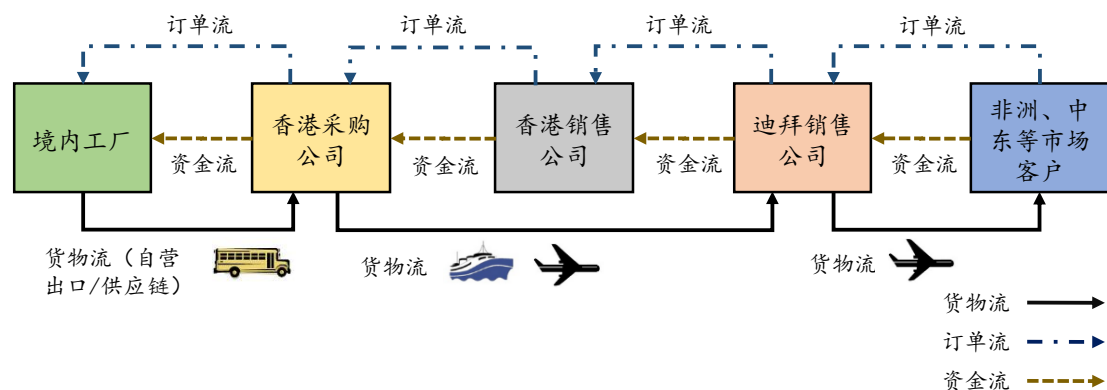 订单流
订单流
订单流
订单流
境内工厂
资金流
香港采购
公司
资金流
香港销售
公司
资金流
迪拜销售
公司
资金流
非洲、中
东等市场
客户
货物流（自营
出口/供应链）
货物流
货物流
货物流
订单流
资金流